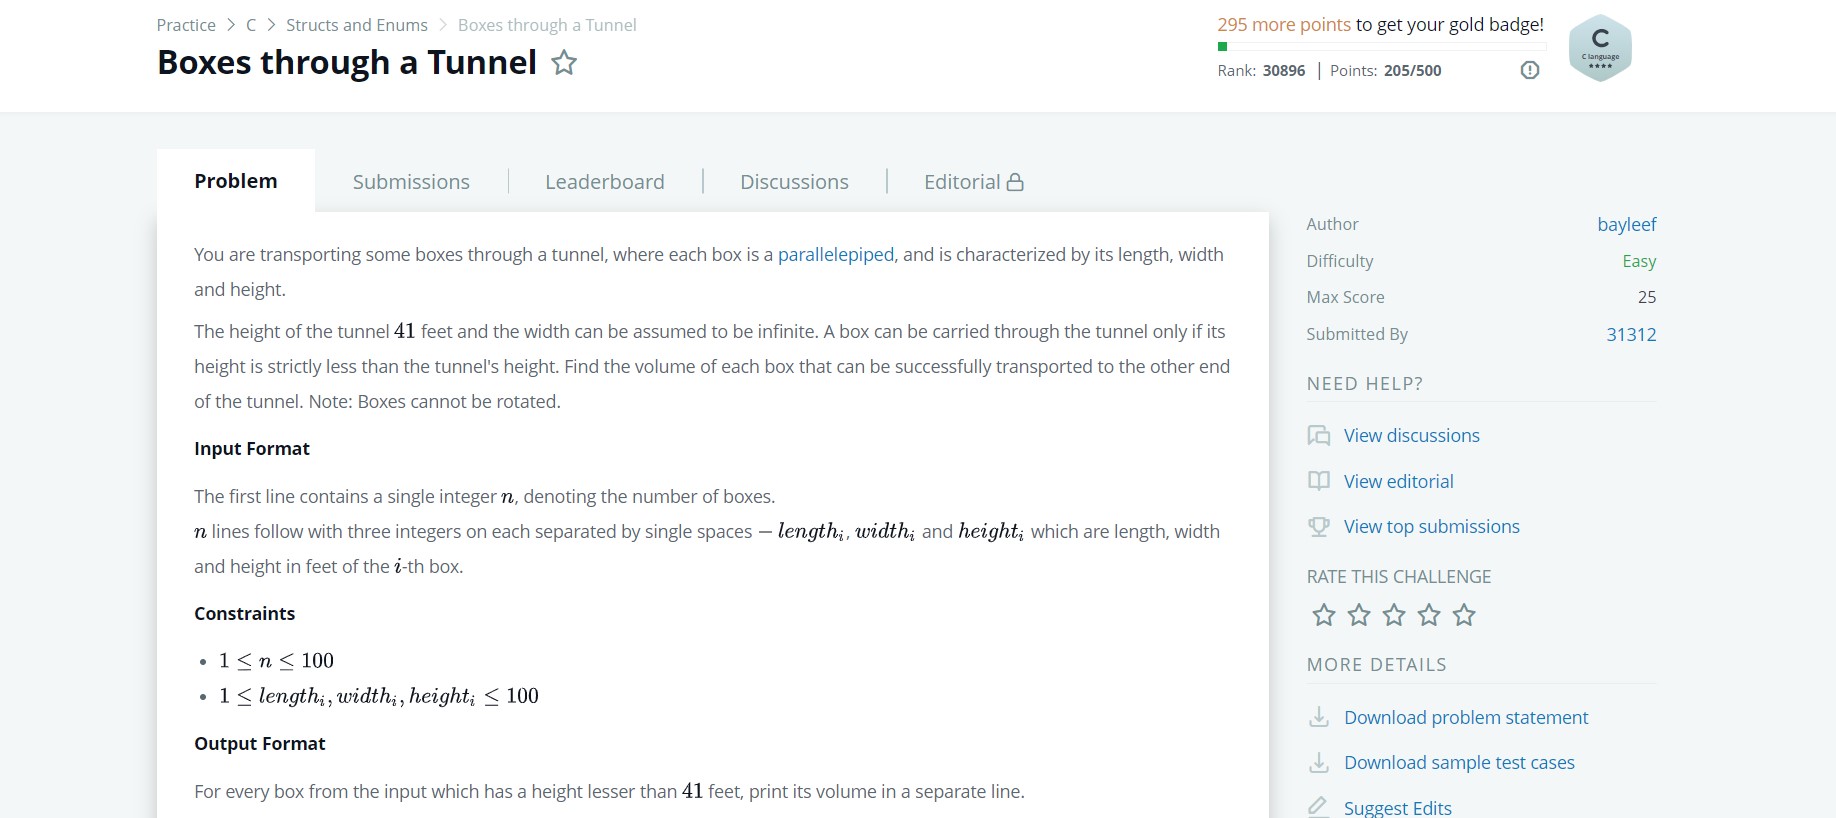 Practice > C > Structs and Enums > Boxes through a Tunnel
Boxes through a Tunnel
295 more points to get your gold badge!
Rank: 30896 | Points: 205/500
C
C language
Problem
Submissions
Leaderboard
Discussions
Editorial
You are transporting some boxes through a tunnel, where each box is a parallelepiped, and is characterized by its length, width
and height.
The height of the tunnel 41 feet and the width can be assumed to be infinite. A box can be carried through the tunnel only if its
height is strictly less than the tunnel's height. Find the volume of each box that can be successfully transported to the other end
of the tunnel. Note: Boxes cannot be rotated.
Input Format
The first line contains a single integer n, denoting the number of boxes.
n lines follow with three integers on each separated by single spaces – lengthᵢ, widthᵢ and heightᵢ which are length, width
and height in feet of the i-th box.
Constraints
• 1 ≤ n ≤ 100
• 1 ≤ lengthᵢ, widthᵢ, heightᵢ ≤ 100
Output Format
For every box from the input which has a height lesser than 41 feet, print its volume in a separate line.
Author bayleef
Difficulty Easy
Max Score 25
Submitted By 31312
NEED HELP?
View discussions
View editorial
View top submissions
RATE THIS CHALLENGE
MORE DETAILS
Download problem statement
Download sample test cases
Suggest Edits